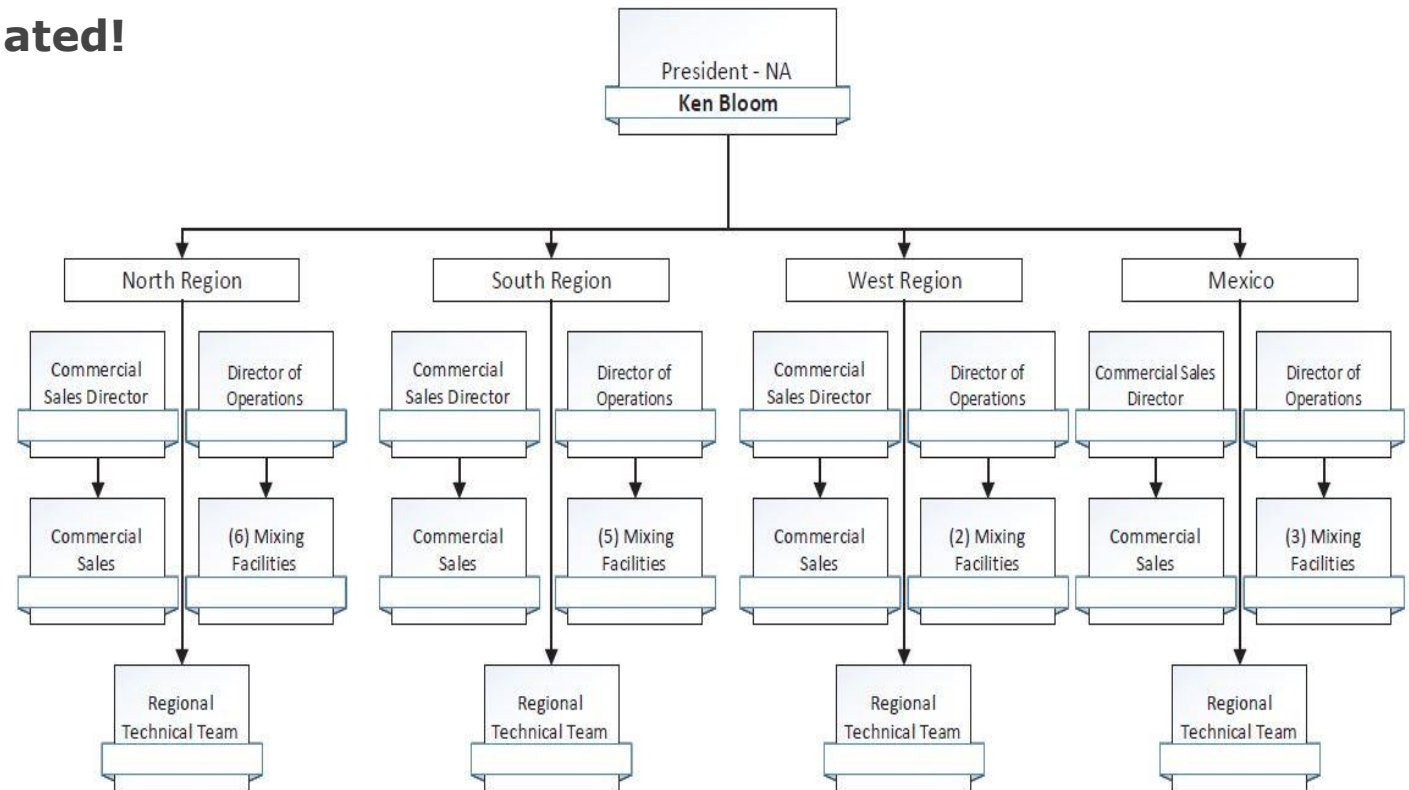 ated!
President - NA
Ken Bloom
North Region
South Region
West Region
Mexico
Commercial
Sales Director
Director of
Operations
Commercial
Sales Director
Director of
Operations
Commercial
Sales Director
Director of
Operations
Commercial Sales
Director
Director of
Operations
Commercial
Sales
(6) Mixing
Facilities
Commercial
Sales
(5) Mixing
Facilities
Commercial
Sales
(2) Mixing
Facilities
Commercial
Sales
(3) Mixing
Facilities
Regional
Technical Team
Regional
Technical Team
Regional
Technical Team
Regional
Technical Team